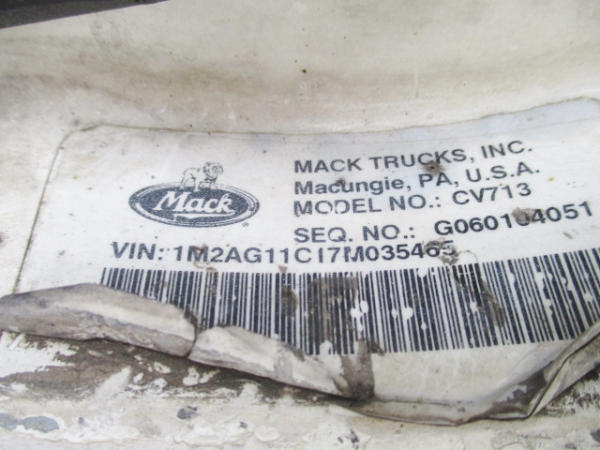 Mack
MACK TRUCKS, INC.
Macungie, PA, U.S.A.
MODEL NO.: CV713
SEQ. NO.: G060104051
VIN: 1M2AG11C17M035465